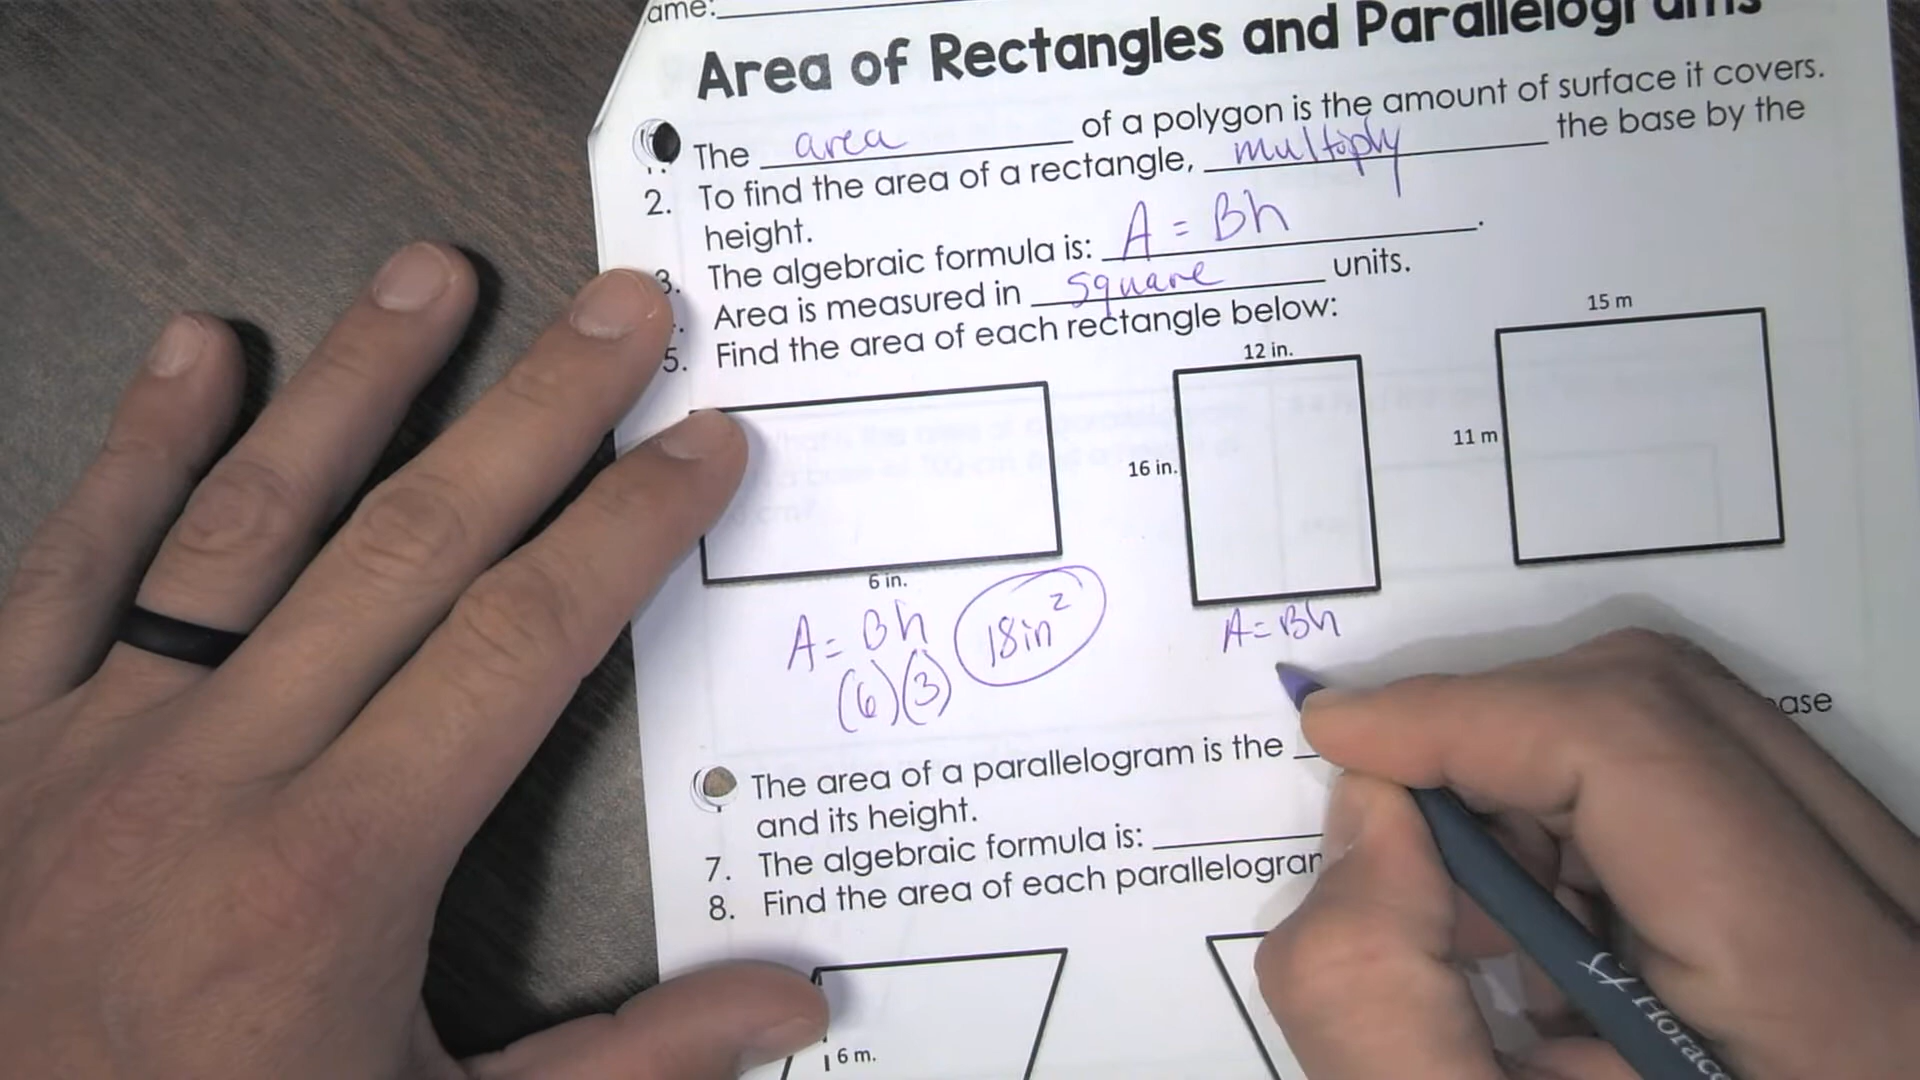 ame:
Area of Rectangles and Parallelograms
The area of a polygon is the amount of surface it covers.
2. To find the area of a rectangle, multiply the base by the
height.
3. The algebraic formula is: A = Bh.
Area is measured in square units.
5. Find the area of each rectangle below:
15 m
12 in.
11 m
16 in.
6 in.
A = Bh 18in²
(6)(3)
A = Bh
ase
The area of a parallelogram is the
and its height.
7. The algebraic formula is:
8. Find the area of each parallelogram
6 m.
Horac